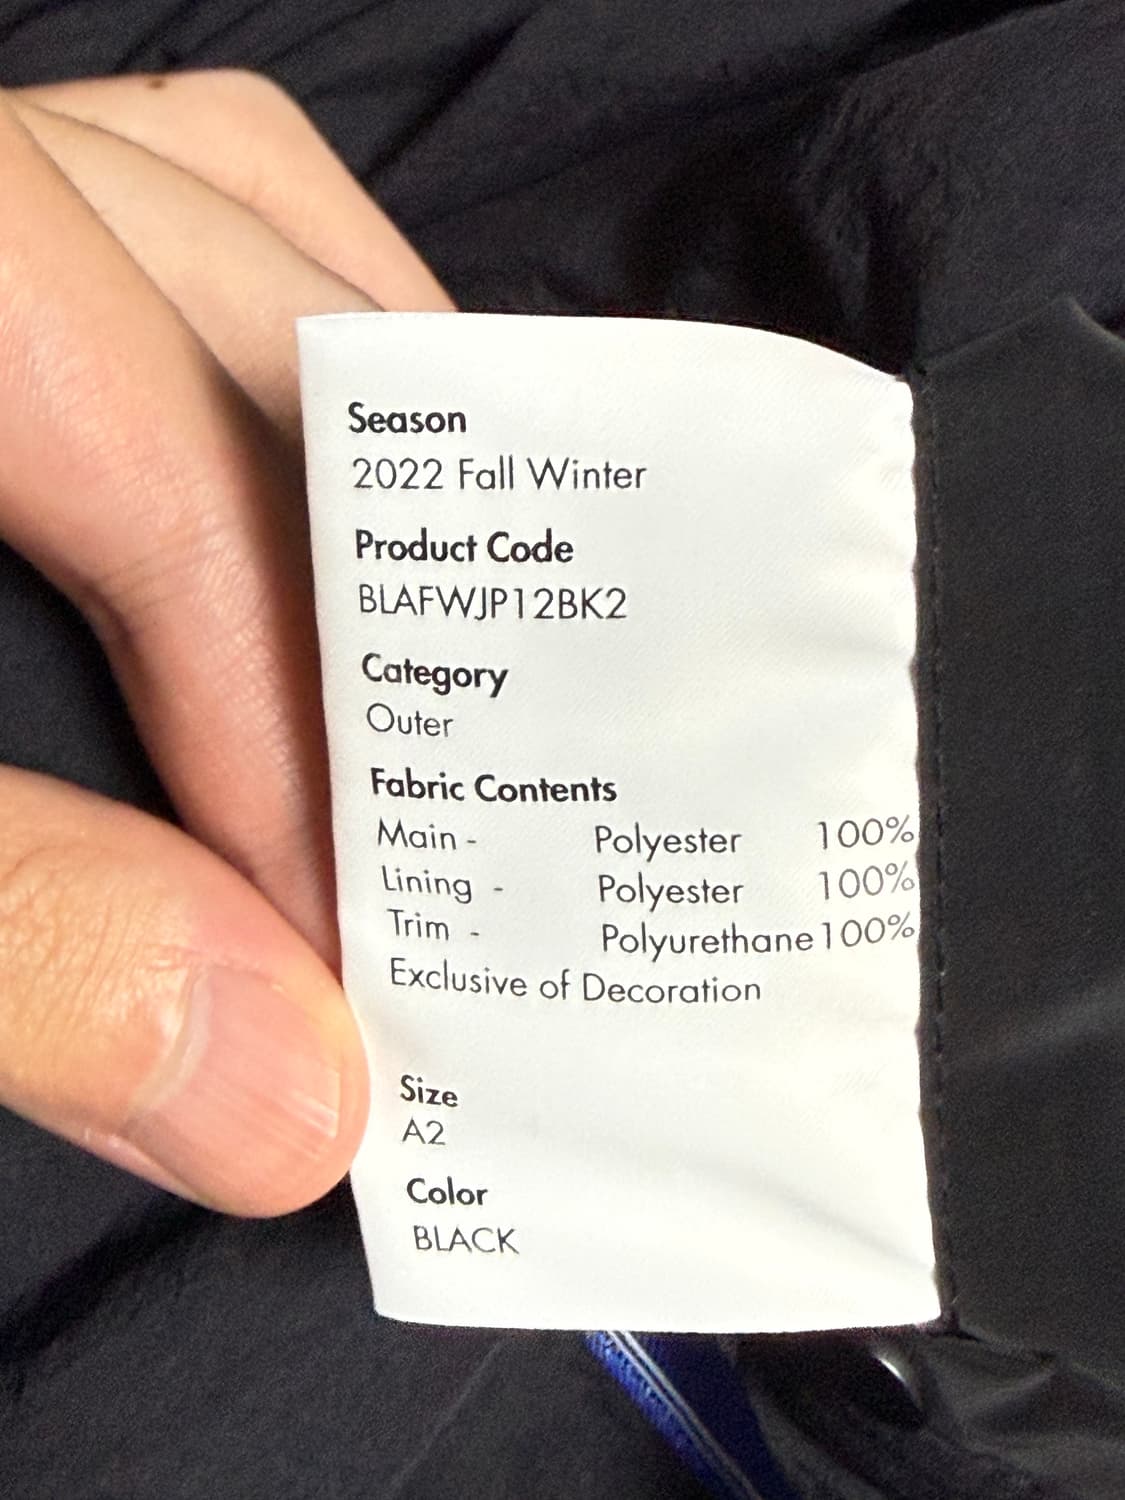 Season
2022 Fall Winter
Product Code
BLAFWJP12BK2
Category
Outer
Fabric Contents
Main - Polyester 100%
Lining - Polyester 100%
Trim - Polyurethane 100%
Exclusive of Decoration
Size
A2
Color
BLACK